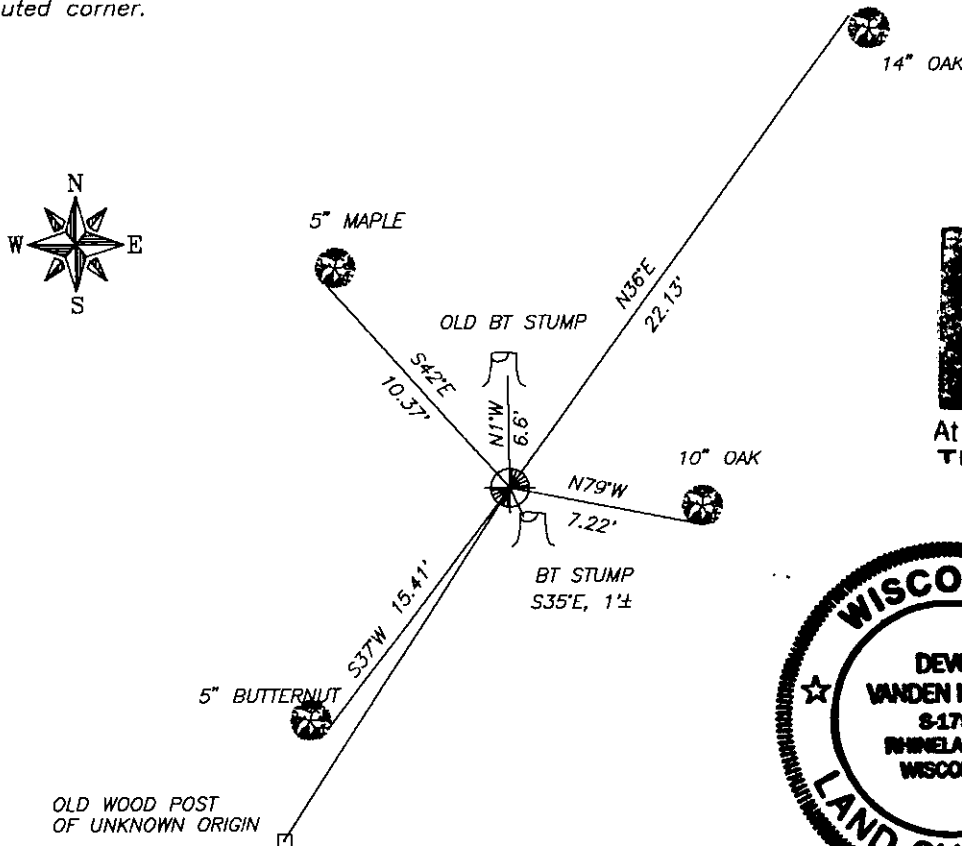 uted corner.
14" OAK
N
W E
S
5" MAPLE
N36°E
22.13'
OLD BT STUMP
S42°E
10.37'
N1°W
6.6'
10" OAK
N79°W
7.22'
At
BT STUMP
S35°E, 1'±
S37°W 15.41'
5" BUTTERNUT
OLD WOOD POST
OF UNKNOWN ORIGIN
WISCO
DEW
VANDEN
S-17
RHINELA
WISCO
LAND